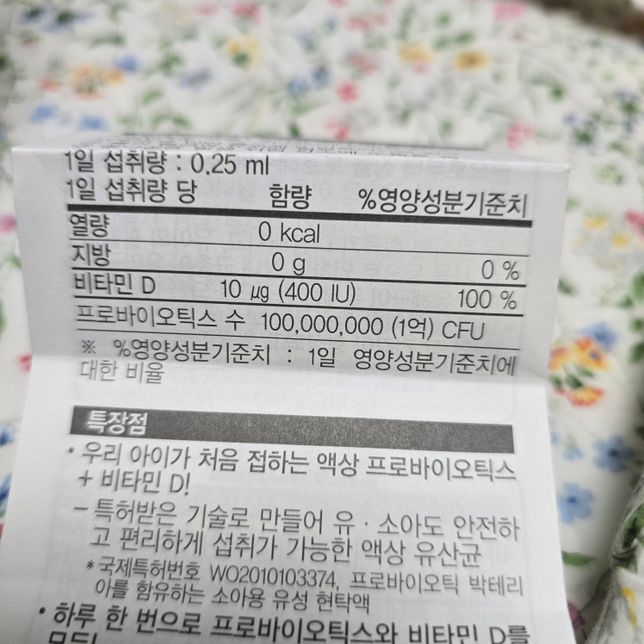 1일 섭취량 : 0.25 ml
1일 섭취량 당 함량 %영양성분기준치
열량 0 kcal
지방 0 g 0 %
비타민 D 10 μg (400 IU) 100 %
프로바이오틱스 수 100,000,000 (1억) CFU
※ %영양성분기준치 : 1일 영양성분기준치에
대한 비율
특장점
• 우리 아이가 처음 접하는 액상 프로바이오틱스
+ 비타민 D!
– 특허받은 기술로 만들어 유 · 소아도 안전하
고 편리하게 섭취가 가능한 액상 유산균
* 국제특허번호 WO2010103374, 프로바이오틱 박테리
아를 함유하는 소아용 유성 현탁액
• 하루 한 번으로 프로바이오틱스와 비타민 D를